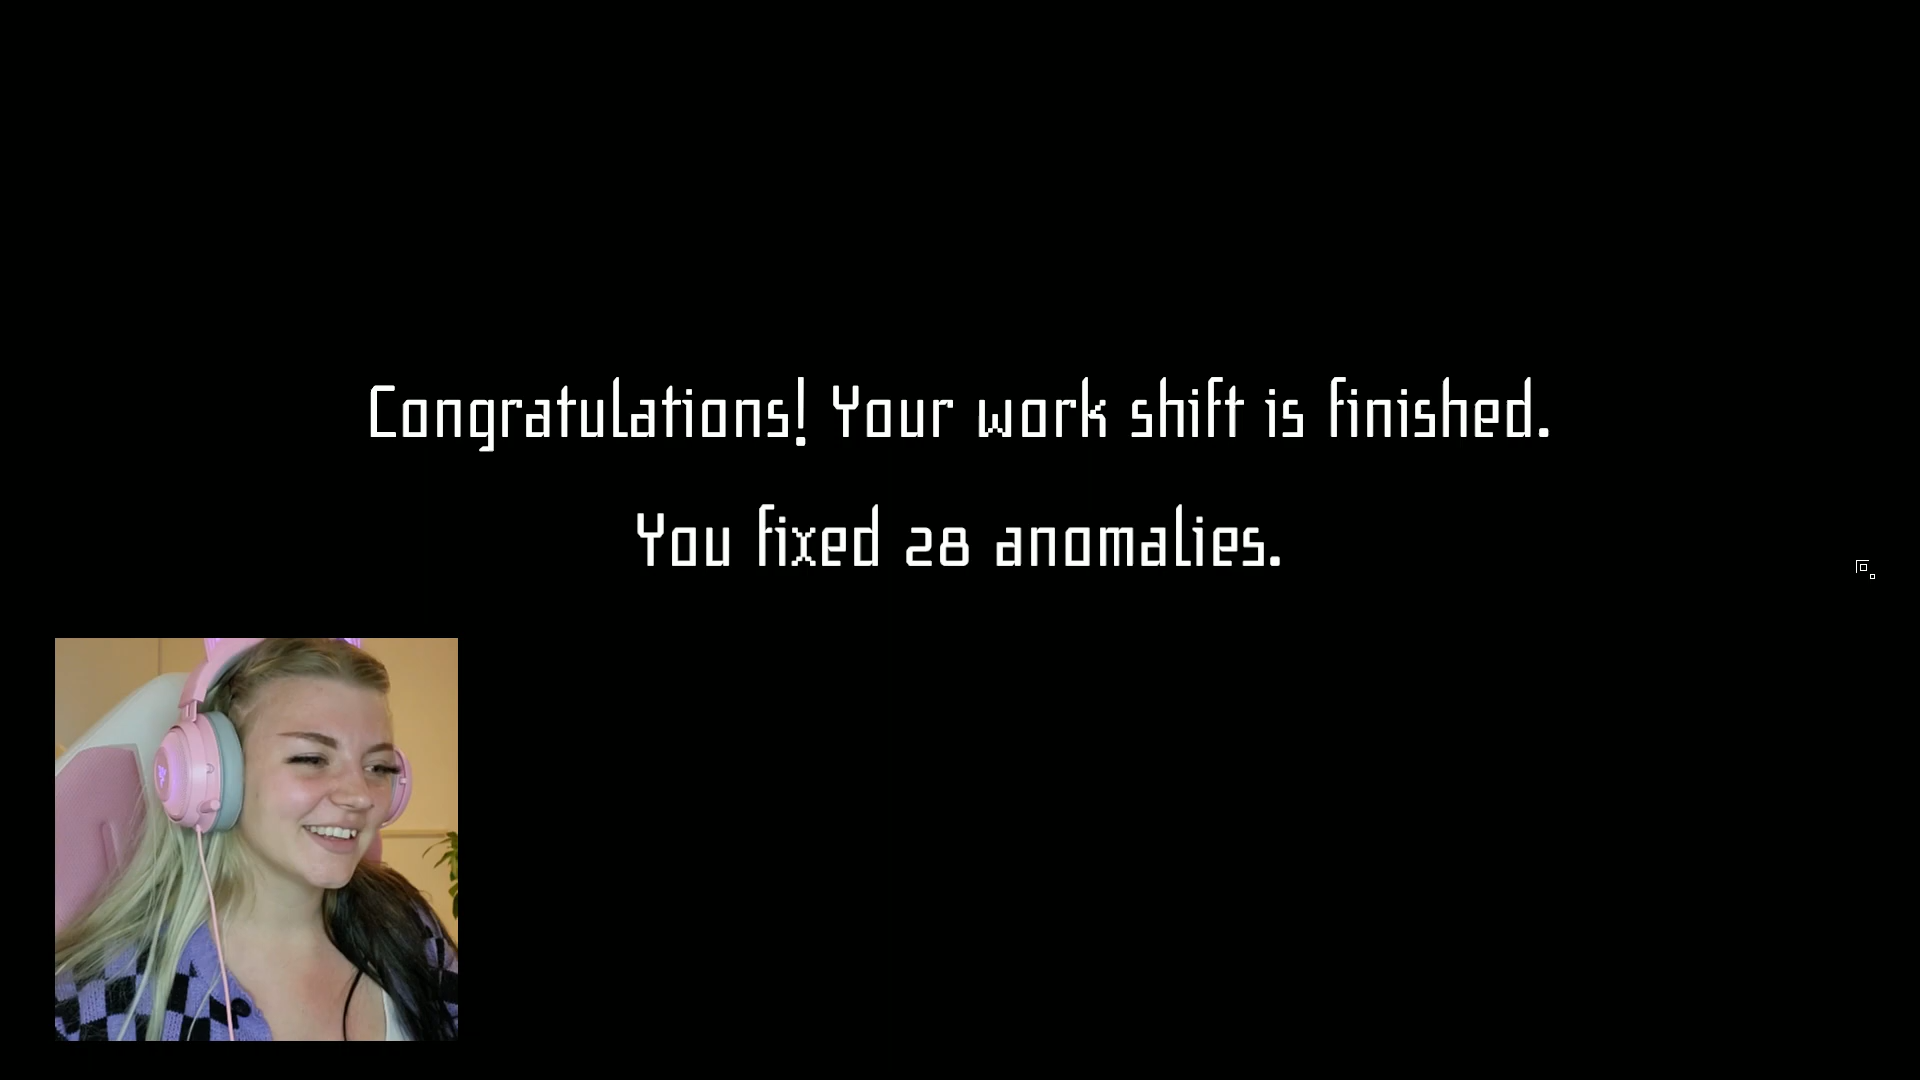 Congratulations! Your work shift is finished.
You fixed 28 anomalies.